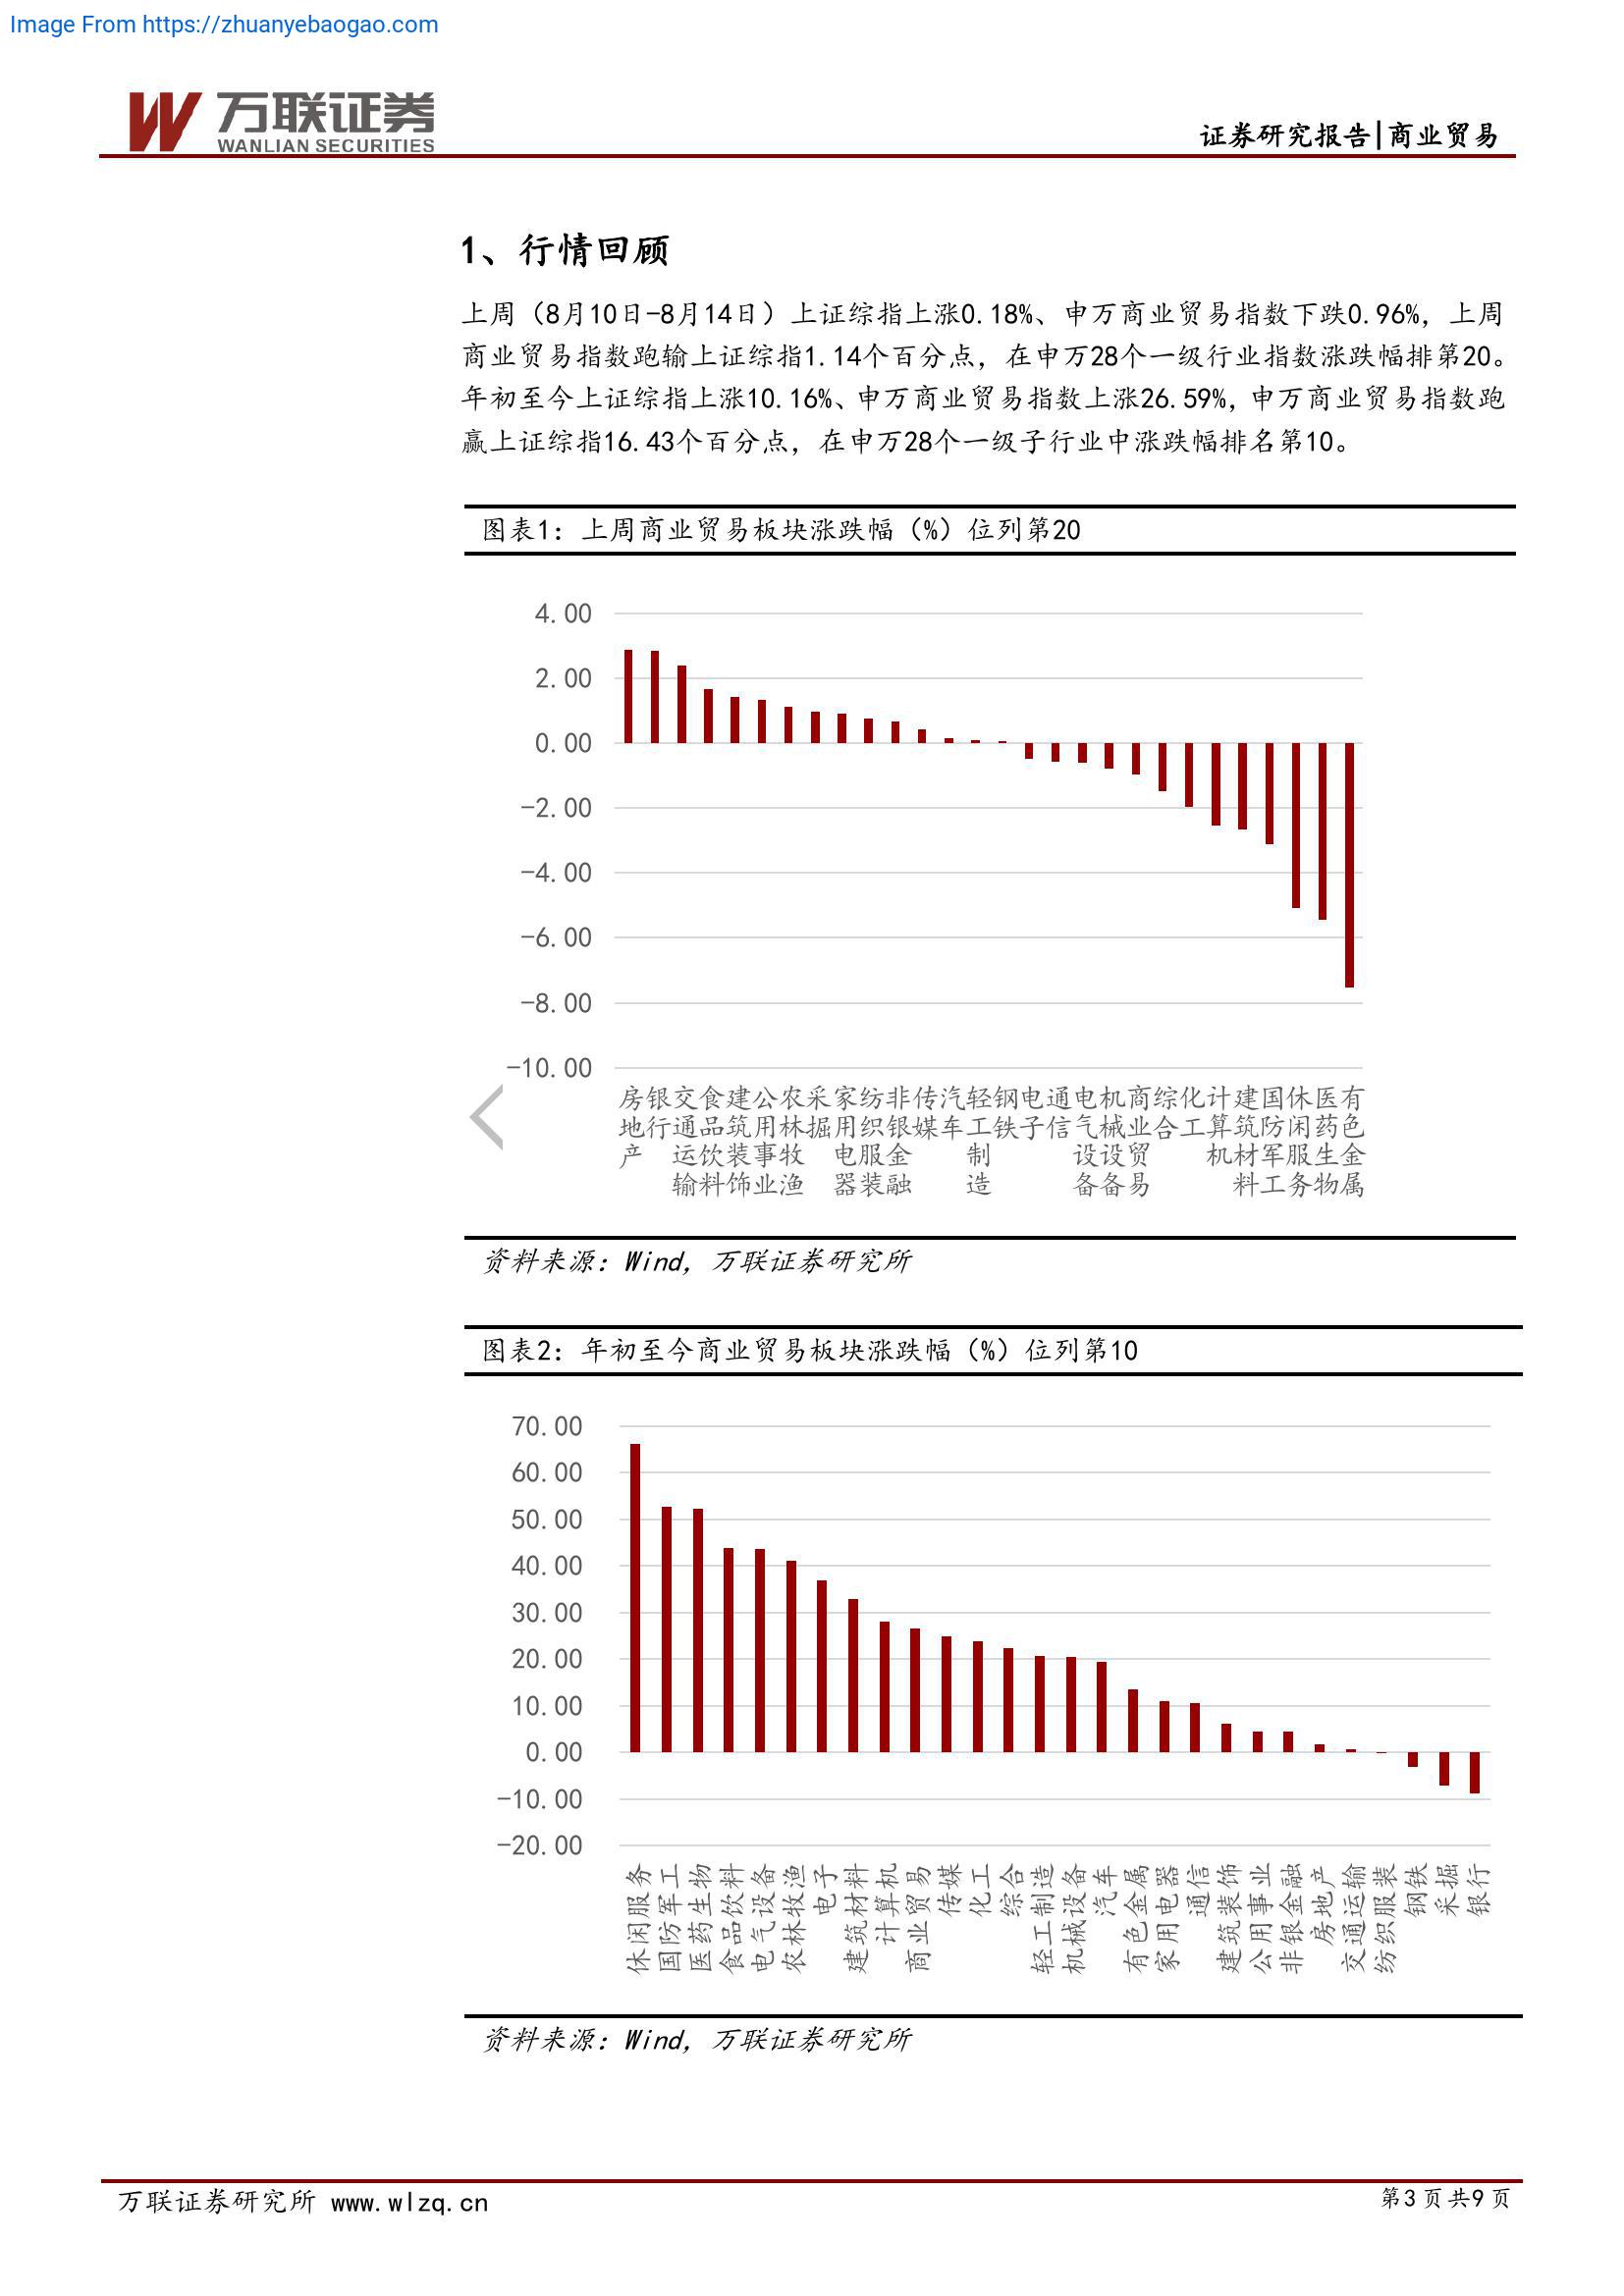 Image From https://zhuanyebaogao.com
万联证券
WANLIAN SECURITIES
证券研究报告|商业贸易
1、行情回顾
上周（8月10日-8月14日）上证综指上涨0.18%、申万商业贸易指数下跌0.96%，上周
商业贸易指数跑输上证综指1.14个百分点，在申万28个一级行业指数涨跌幅排第20。
年初至今上证综指上涨10.16%、申万商业贸易指数上涨26.59%，申万商业贸易指数跑
赢上证综指16.43个百分点，在申万28个一级子行业中涨跌幅排名第10。
图表1：上周商业贸易板块涨跌幅（%）位列第20
4.00
2.00
0.00
-2.00
-4.00
-6.00
-8.00
-10.00
房地产
银行
交通运输
食品饮料
建筑装饰
公用事业
农林牧渔
采掘
家用电器
纺织服装
非银金融
传媒
汽车
轻工制造
钢铁
电子
通信
电气设备
机械设备
商业贸易
综合
化工
计算机
建筑材料
国防军工
休闲服务
医药生物
有色金属
资料来源：Wind，万联证券研究所
图表2：年初至今商业贸易板块涨跌幅（%）位列第10
70.00
60.00
50.00
40.00
30.00
20.00
10.00
0.00
-10.00
-20.00
休闲服务
国防军工
医药生物
食品饮料
电气设备
农林牧渔
电子
建筑材料
计算机
商业贸易
传媒
化工
综合
轻工制造
机械设备
汽车
有色金属
家用电器
通信
建筑装饰
公用事业
非银金融
房地产
交通运输
纺织服装
钢铁
采掘
银行
资料来源：Wind，万联证券研究所
万联证券研究所 www.wlzq.cn
第3页共9页